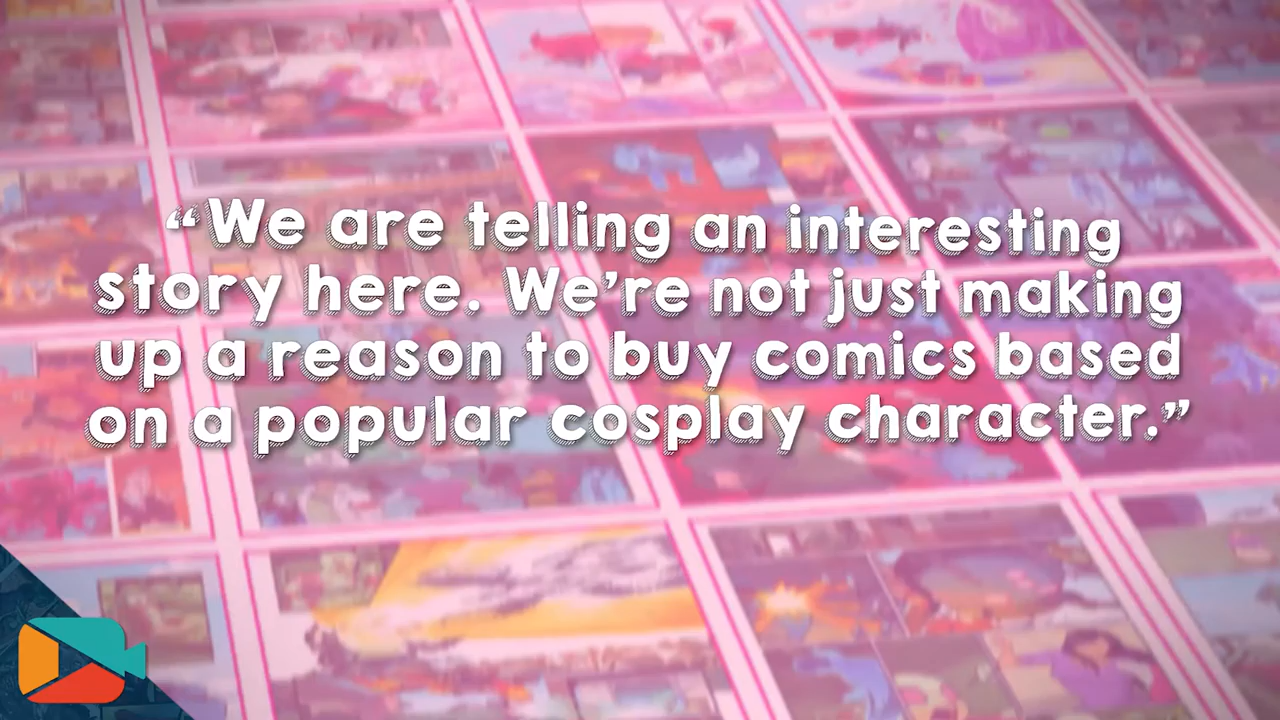 “We are telling an interesting
story here. We’re not just making
up a reason to buy comics based
on a popular cosplay character.”